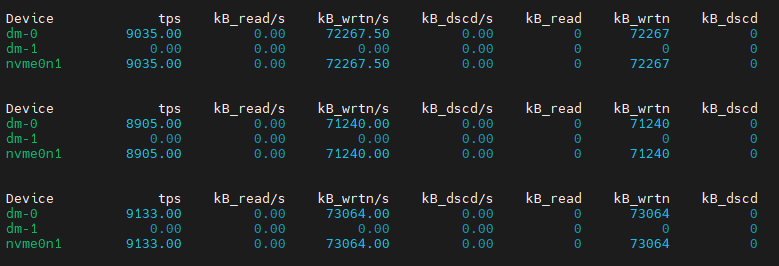 Device tps kB_read/s kB_wrtn/s kB_dscd/s kB_read kB_wrtn kB_dscd
dm-0 9035.00 0.00 72267.50 0.00 0 72267 0
dm-1 0.00 0.00 0.00 0.00 0 0 0
nvme0n1 9035.00 0.00 72267.50 0.00 0 72267 0
Device tps kB_read/s kB_wrtn/s kB_dscd/s kB_read kB_wrtn kB_dscd
dm-0 8905.00 0.00 71240.00 0.00 0 71240 0
dm-1 0.00 0.00 0.00 0.00 0 0 0
nvme0n1 8905.00 0.00 71240.00 0.00 0 71240 0
Device tps kB_read/s kB_wrtn/s kB_dscd/s kB_read kB_wrtn kB_dscd
dm-0 9133.00 0.00 73064.00 0.00 0 73064 0
dm-1 0.00 0.00 0.00 0.00 0 0 0
nvme0n1 9133.00 0.00 73064.00 0.00 0 73064 0